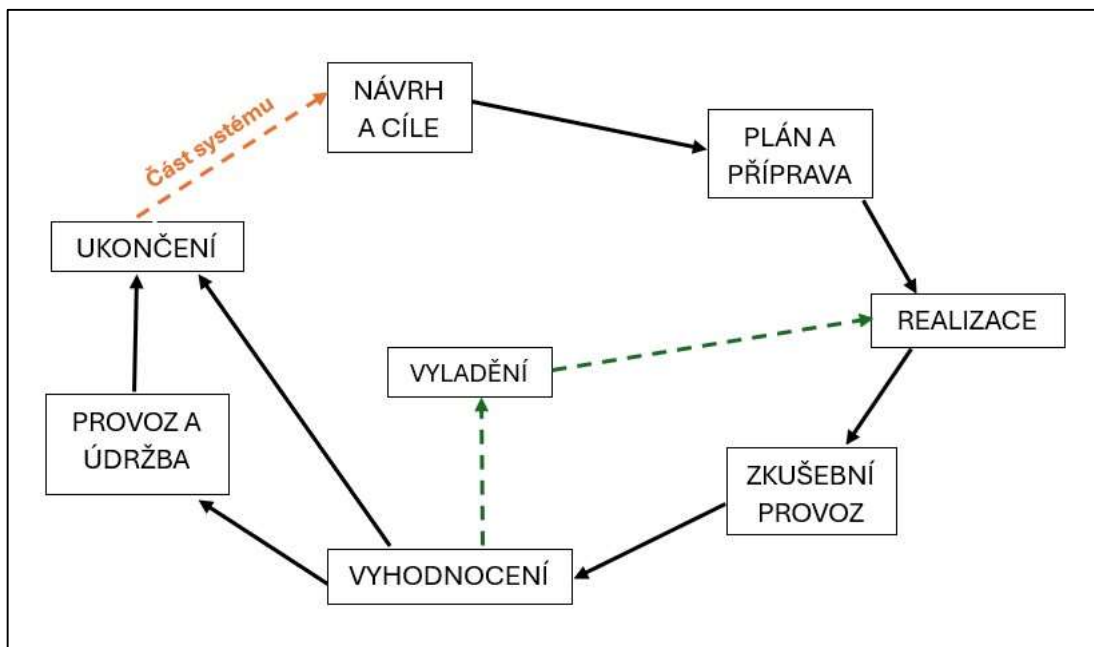 NÁVRH
A CÍLE
Část systému
PLÁN A
PŘÍPRAVA
UKONČENÍ
REALIZACE
VYLADĚNÍ
PROVOZ A
ÚDRŽBA
ZKUŠEBNÍ
PROVOZ
VYHODNOCENÍ